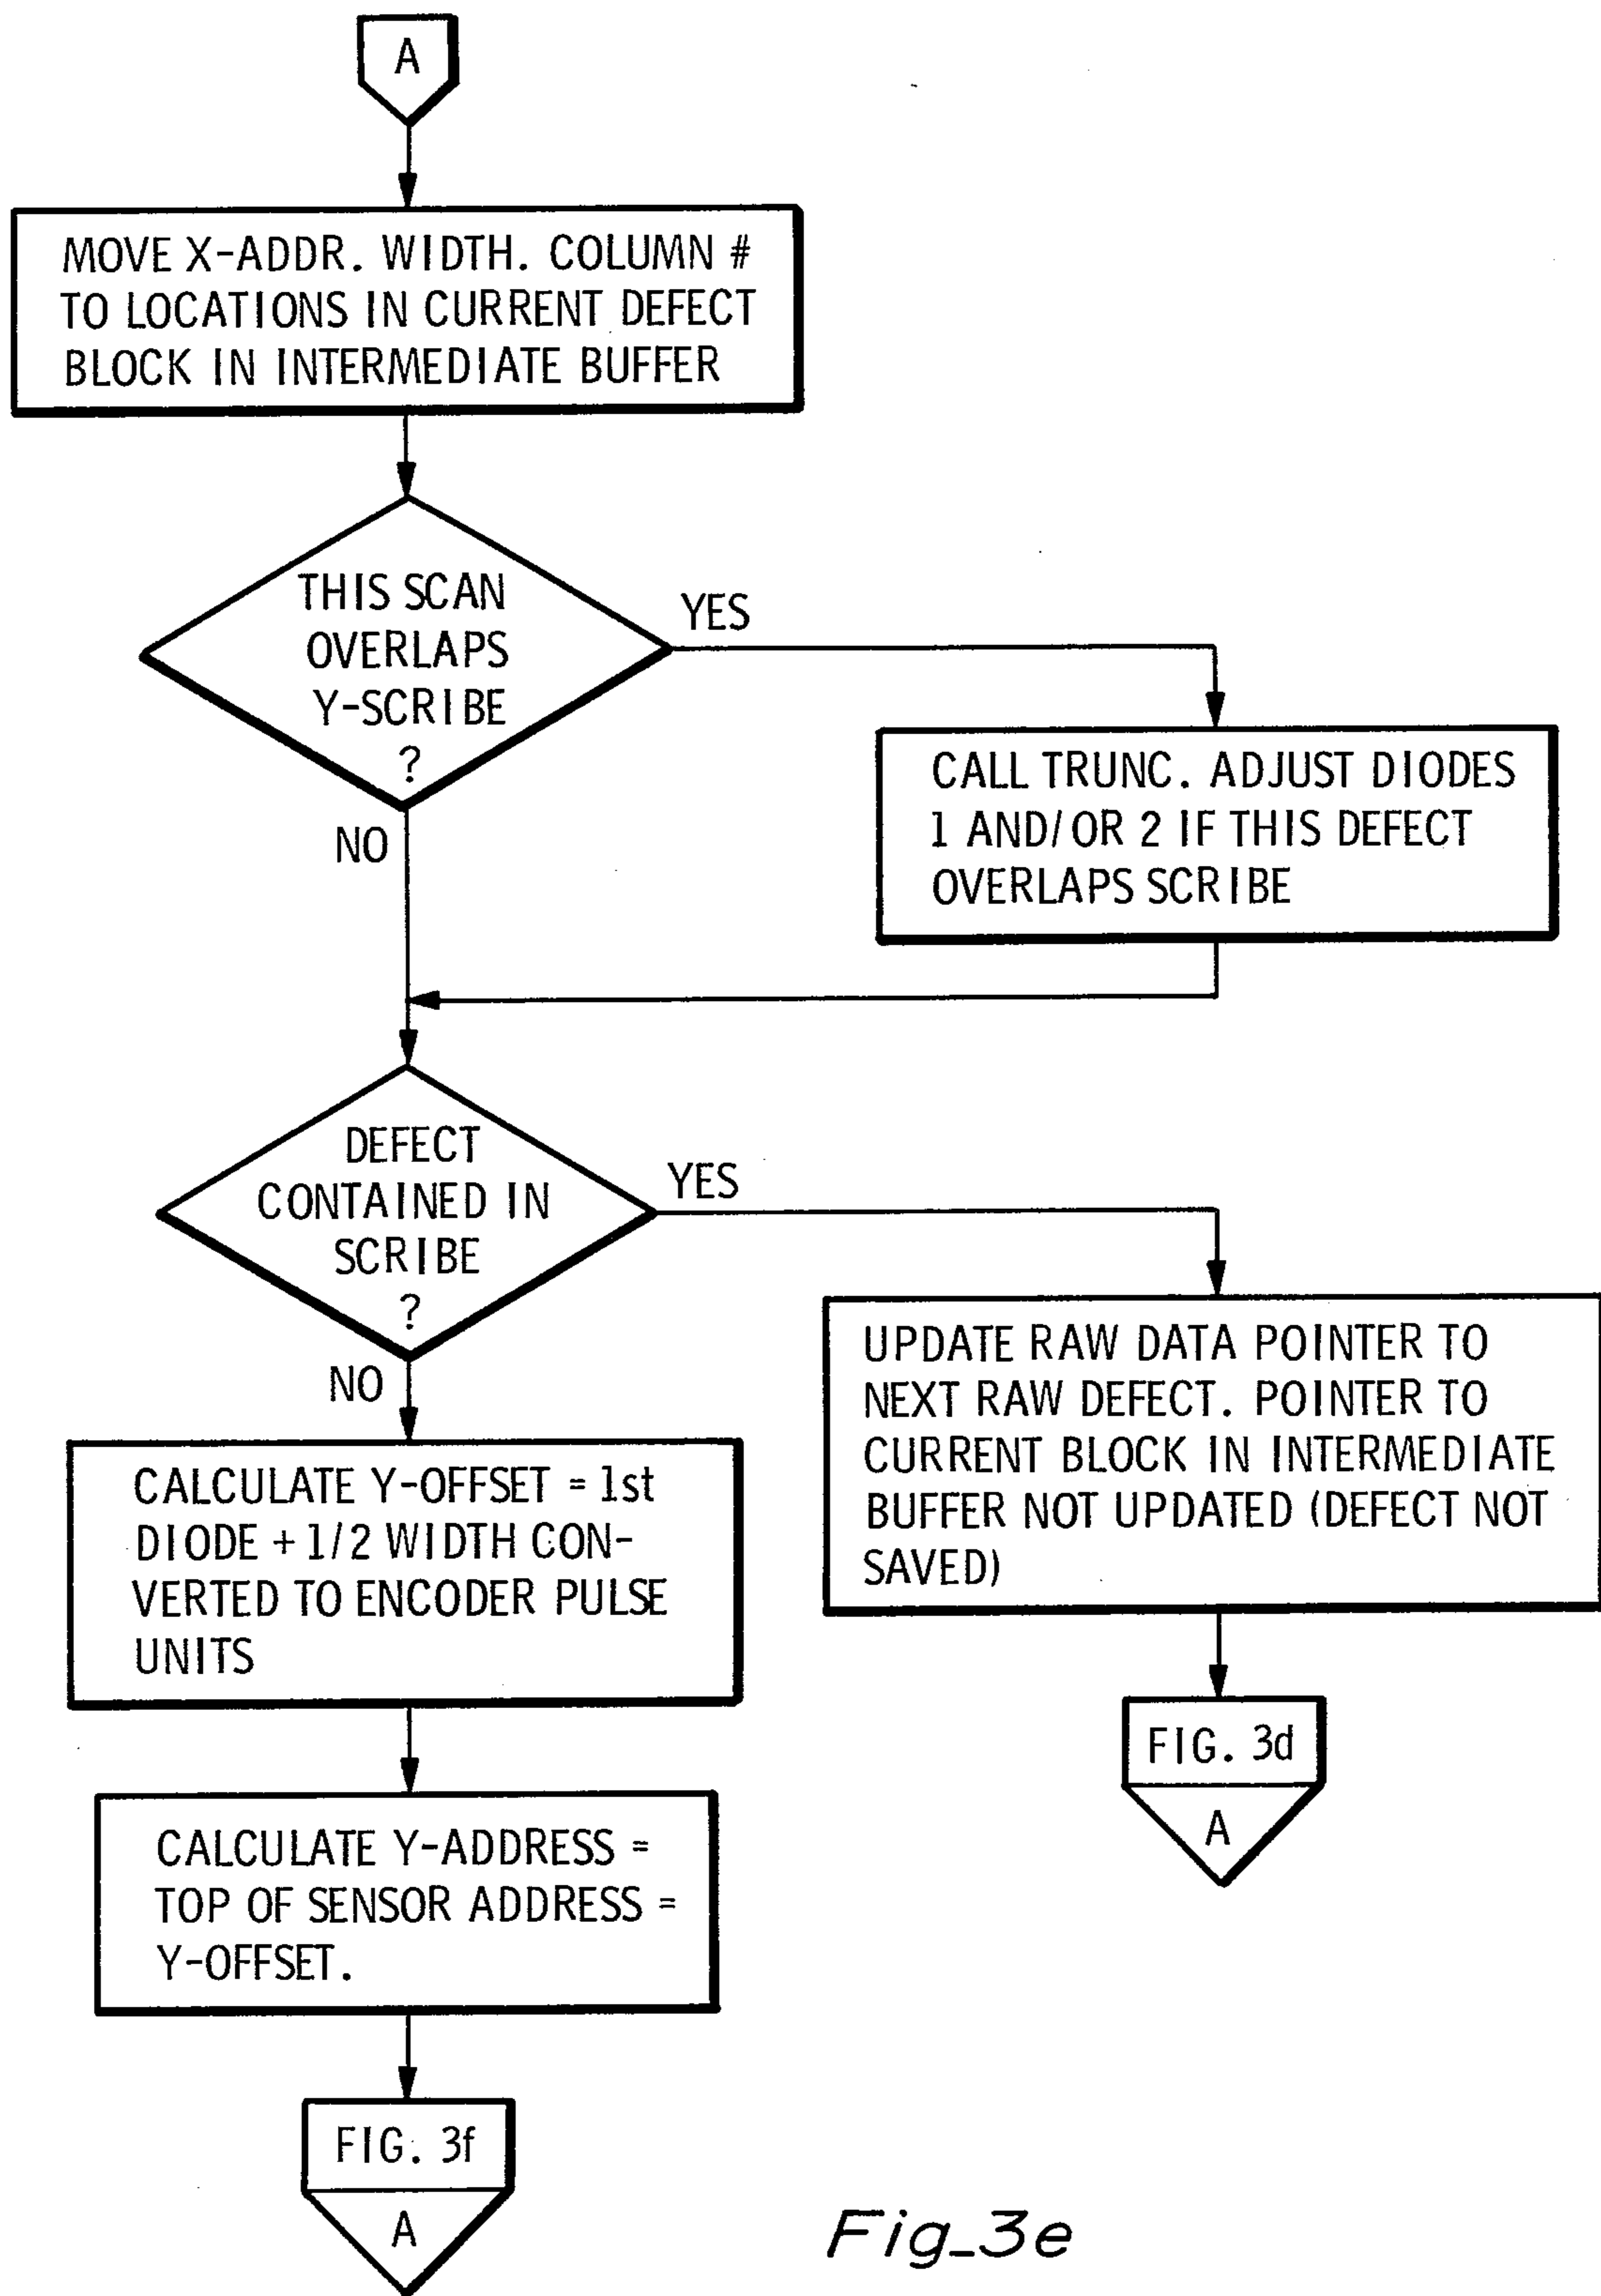 A
MOVE X-ADDR. WIDTH. COLUMN #
TO LOCATIONS IN CURRENT DEFECT
BLOCK IN INTERMEDIATE BUFFER
THIS SCAN
OVERLAPS
Y-SCRIBE
?
YES
NO
CALL TRUNC. ADJUST DIODES
1 AND/OR 2 IF THIS DEFECT
OVERLAPS SCRIBE
DEFECT
CONTAINED IN
SCRIBE
?
YES
NO
UPDATE RAW DATA POINTER TO
NEXT RAW DEFECT. POINTER TO
CURRENT BLOCK IN INTERMEDIATE
BUFFER NOT UPDATED (DEFECT NOT
SAVED)
FIG. 3d
A
CALCULATE Y-OFFSET = 1st
DIODE + 1/2 WIDTH CON-
VERTED TO ENCODER PULSE
UNITS
CALCULATE Y-ADDRESS =
TOP OF SENSOR ADDRESS =
Y-OFFSET.
FIG. 3f
A
Fig_3e